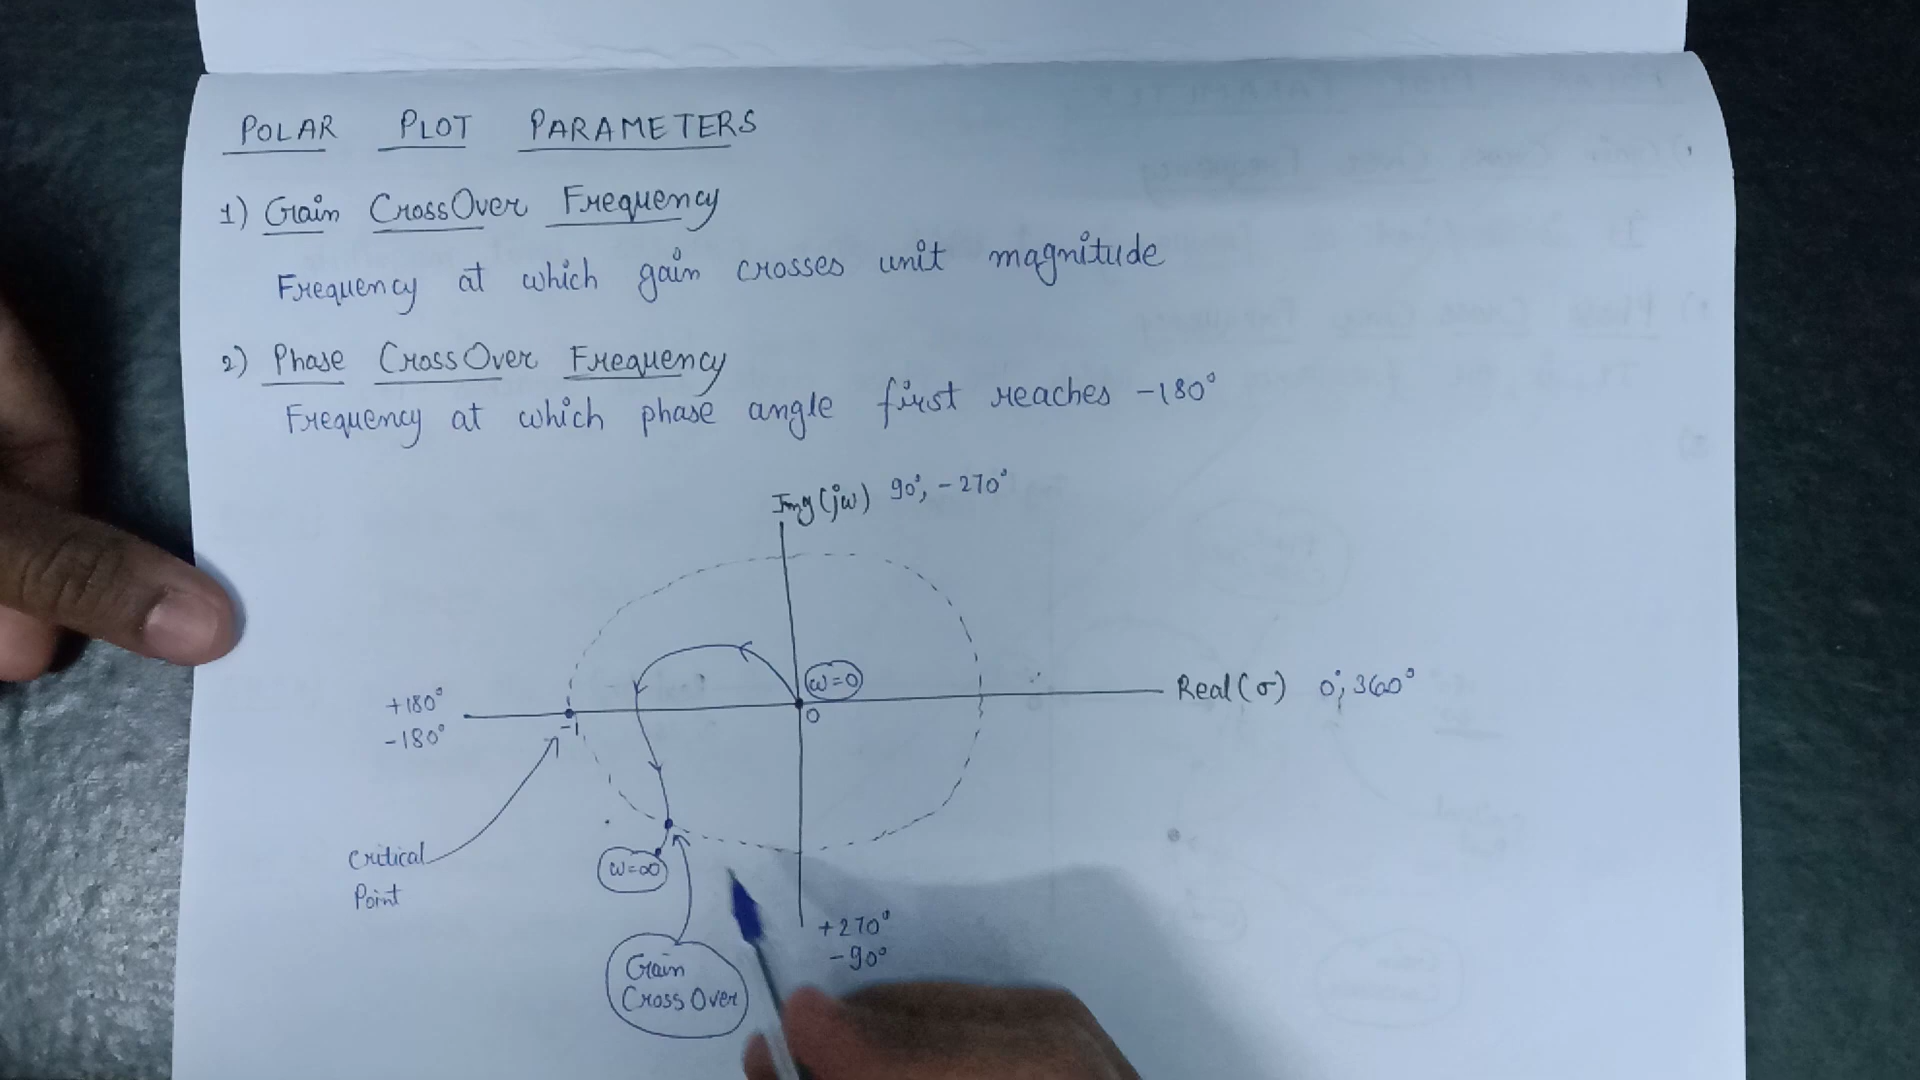 POLAR PLOT PARAMETERS
1) Gain CrossOver Frequency
Frequency at which gain crosses unit magnitude
2) Phase CrossOver Frequency
Frequency at which phase angle first reaches -180°
Img(jω) 90°, -270°
ω=0
+180°
-180°
-1
0
Real(σ) 0°, 360°
Critical
Point
ω=∞
+270°
-90°
Gain
CrossOver